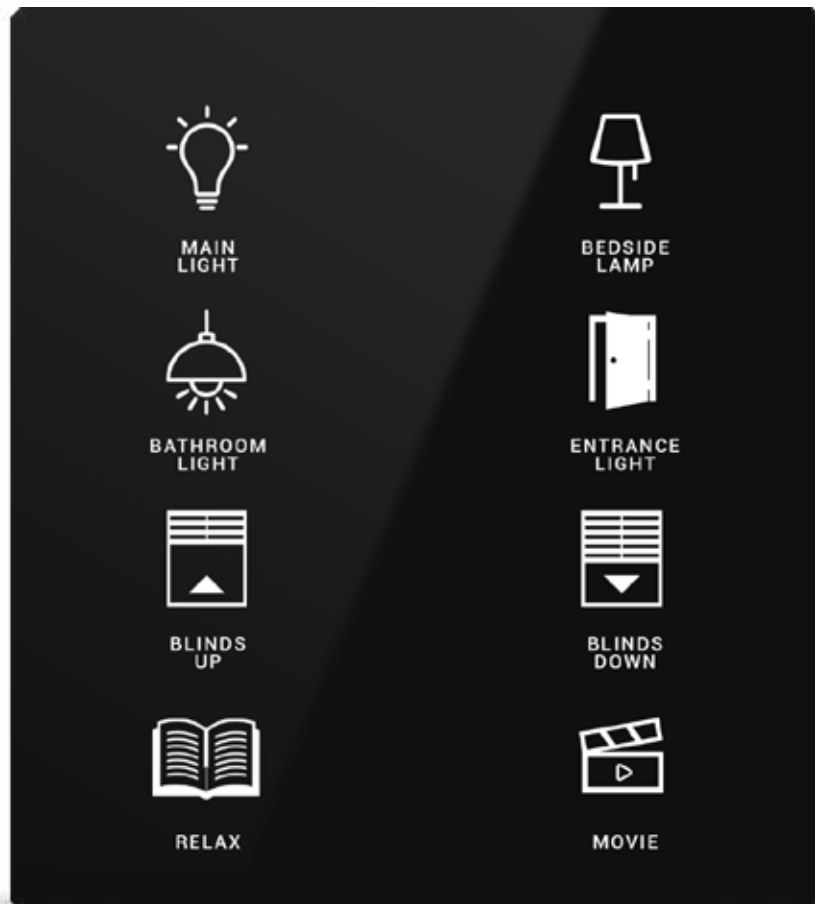 MAIN
LIGHT
BEDSIDE
LAMP
BATHROOM
LIGHT
ENTRANCE
LIGHT
BLINDS
UP
BLINDS
DOWN
RELAX
MOVIE